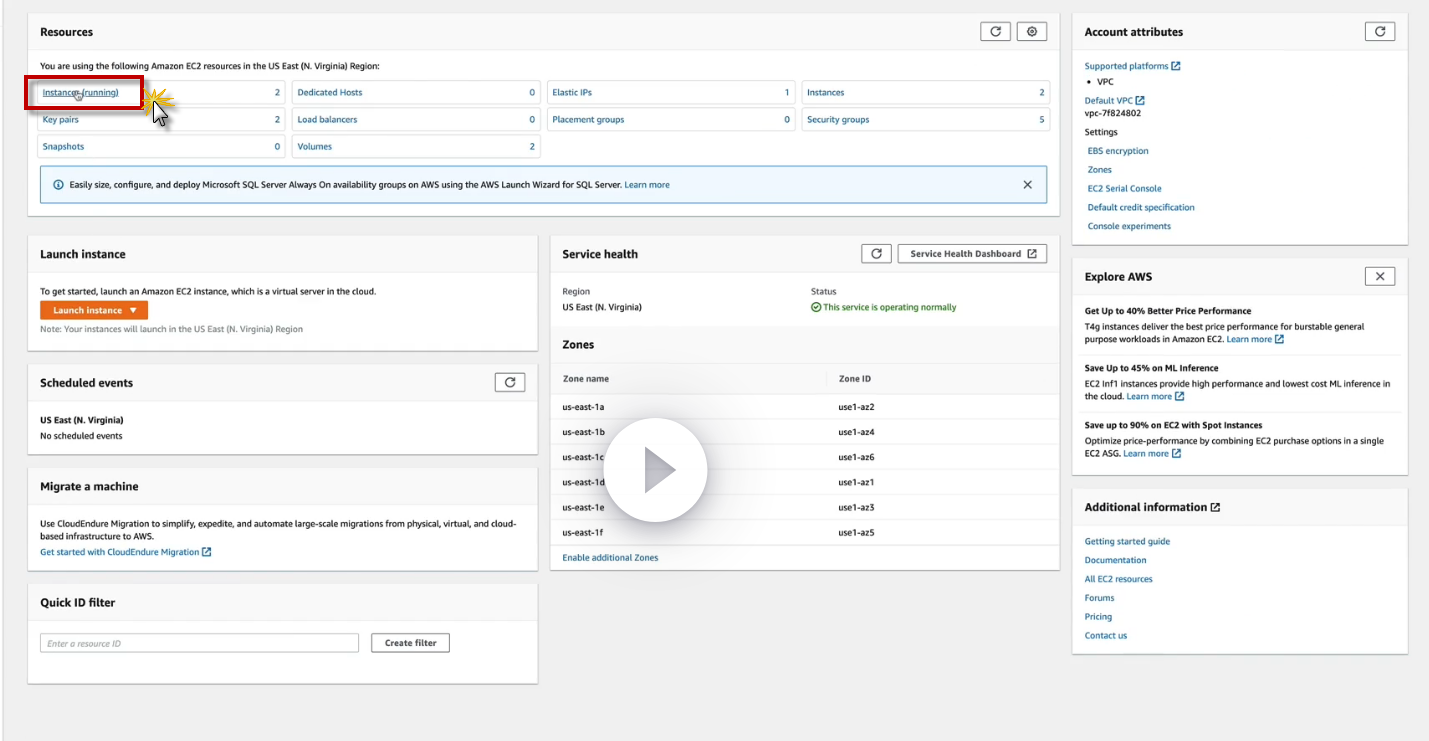 Resources
You are using the following Amazon EC2 resources in the US East (N. Virginia) Region:
Instances (running) 2
Dedicated Hosts 0
Elastic IPs 1
Instances 2
Key pairs 2
Load balancers 0
Placement groups 0
Security groups 5
Snapshots 0
Volumes 2
Easily size, configure, and deploy Microsoft SQL Server Always On availability groups on AWS using the AWS Launch Wizard for SQL Server. Learn more
Launch instance
To get started, launch an Amazon EC2 instance, which is a virtual server in the cloud.
Launch instance
Note: Your instances will launch in the US East (N. Virginia) Region
Scheduled events
US East (N. Virginia)
No scheduled events
Migrate a machine
Use CloudEndure Migration to simplify, expedite, and automate large-scale migrations from physical, virtual, and cloud-
based infrastructure to AWS.
Get started with CloudEndure Migration
Quick ID filter
Enter a resource ID
Create filter
Service health
Service Health Dashboard
Region
Status
US East (N. Virginia)
This service is operating normally
Zones
Zone name
Zone ID
us-east-1a
use1-az2
us-east-1b
use1-az4
us-east-1c
use1-az6
us-east-1d
use1-az1
us-east-1e
use1-az3
us-east-1f
use1-az5
Enable additional Zones
Account attributes
Supported platforms
• VPC
Default VPC
vpc-7f824802
Settings
EBS encryption
Zones
EC2 Serial Console
Default credit specification
Console experiments
Explore AWS
Get Up to 40% Better Price Performance
T4g instances deliver the best price performance for burstable general
purpose workloads in Amazon EC2. Learn more
Save Up to 45% on ML Inference
EC2 Inf1 instances provide high performance and lowest cost ML inference in
the cloud. Learn more
Save up to 90% on EC2 with Spot Instances
Optimize price-performance by combining EC2 purchase options in a single
EC2 ASG. Learn more
Additional information
Getting started guide
Documentation
All EC2 resources
Forums
Pricing
Contact us